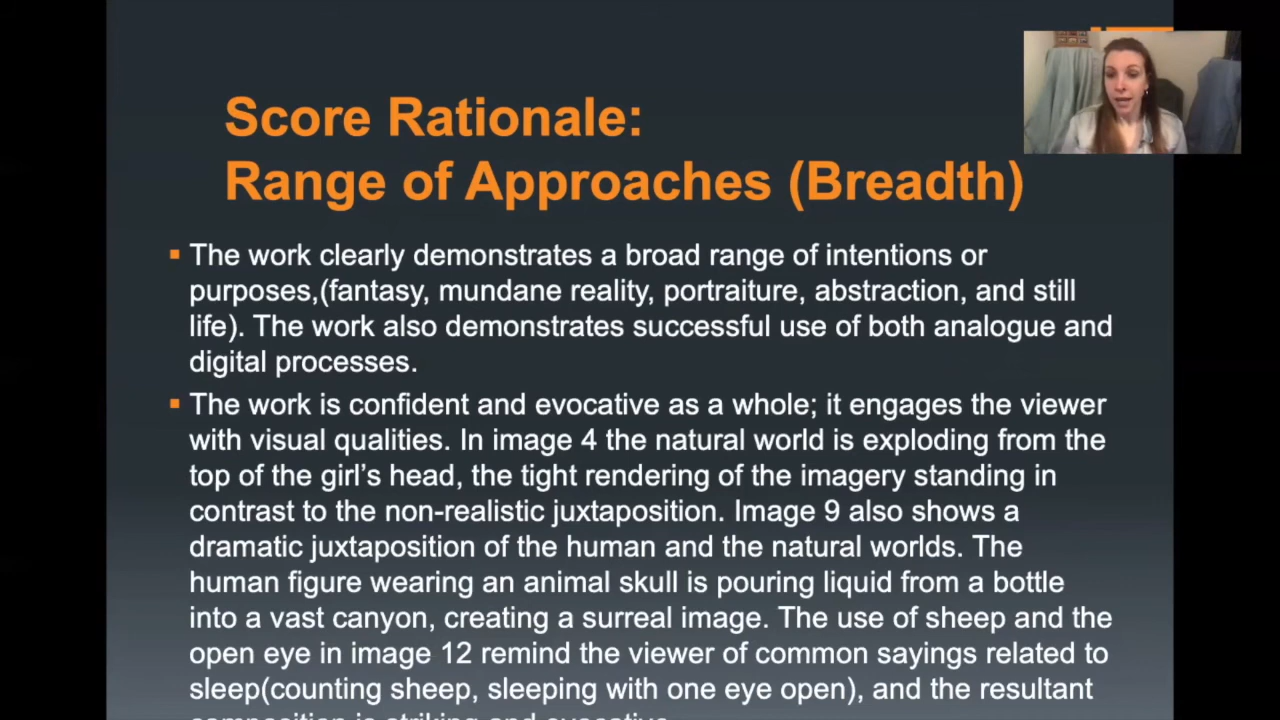 Score Rationale:
Range of Approaches (Breadth)
The work clearly demonstrates a broad range of intentions or
purposes,(fantasy, mundane reality, portraiture, abstraction, and still
life). The work also demonstrates successful use of both analogue and
digital processes.
The work is confident and evocative as a whole; it engages the viewer
with visual qualities. In image 4 the natural world is exploding from the
top of the girl’s head, the tight rendering of the imagery standing in
contrast to the non-realistic juxtaposition. Image 9 also shows a
dramatic juxtaposition of the human and the natural worlds. The
human figure wearing an animal skull is pouring liquid from a bottle
into a vast canyon, creating a surreal image. The use of sheep and the
open eye in image 12 remind the viewer of common sayings related to
sleep(counting sheep, sleeping with one eye open), and the resultant
composition is striking and evocative